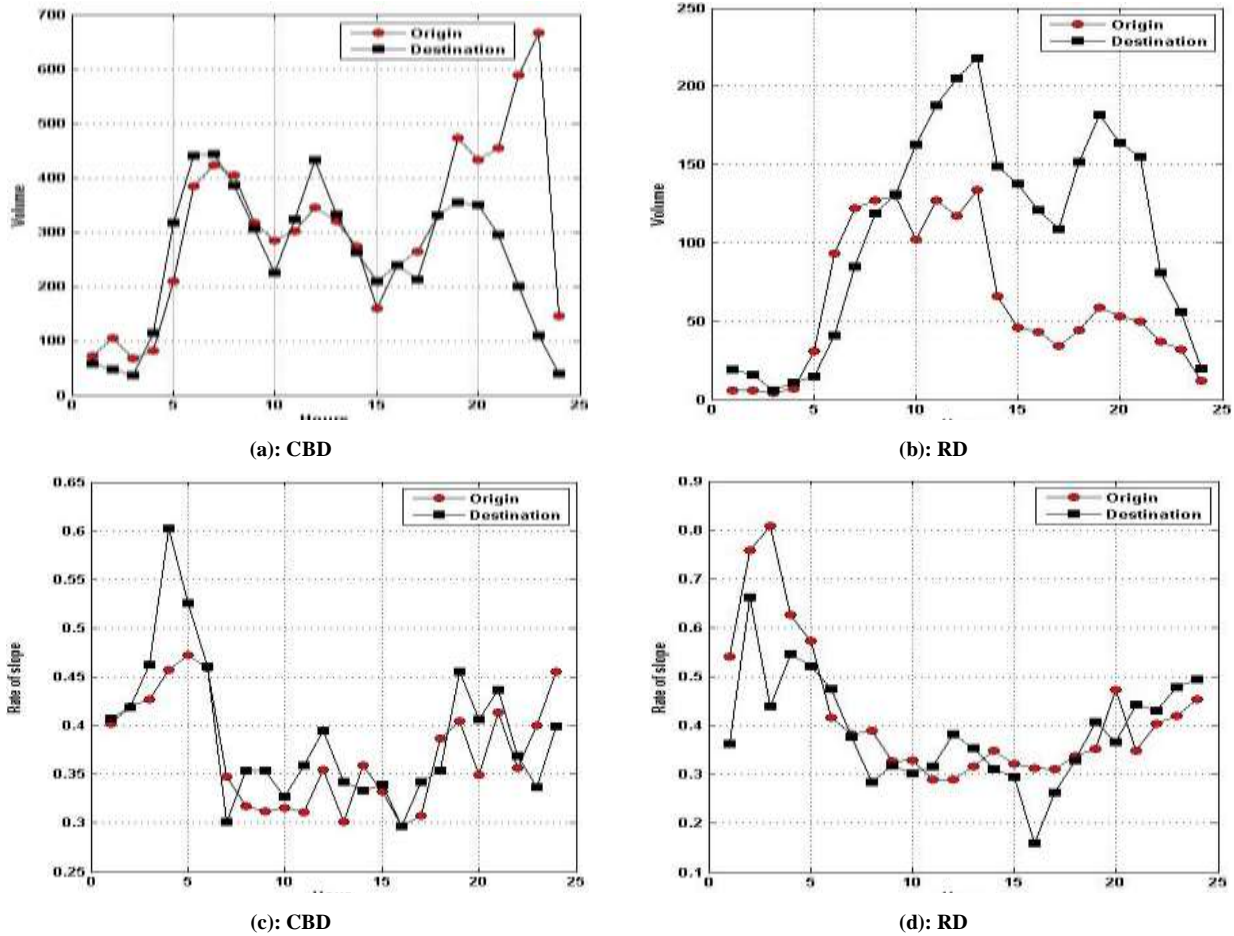 700
600
500
400
300
200
100
0
Volume
0 5 10 15 20 25
Hours
Origin
Destination
(a): CBD
250
200
150
100
50
0
Volume
0 5 10 15 20 25
Origin
Destination
(b): RD
0.65
0.6
0.55
0.5
0.45
0.4
0.35
0.3
0.25
Rate of slope
0 5 10 15 20 25
Hours
Origin
Destination
(c): CBD
0.9
0.8
0.7
0.6
0.5
0.4
0.3
0.2
0.1
Rate of slope
0 5 10 15 20 25
Origin
Destination
(d): RD